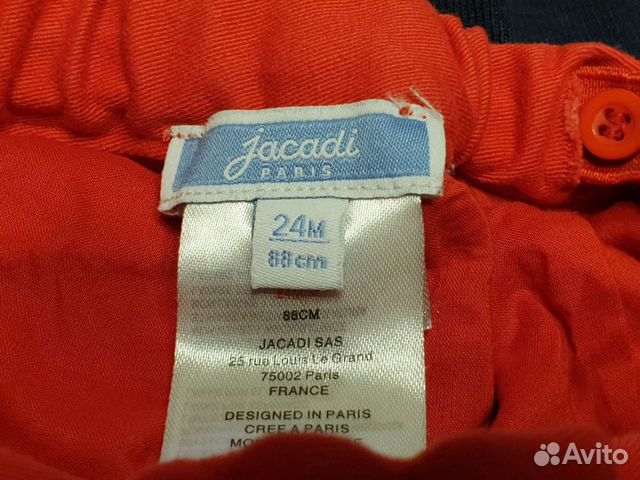 jacadi
PARIS
24M
88cm
88CM
JACADI SAS
25 rue Louis Le Grand
75002 Paris
FRANCE
DESIGNED IN PARIS
CREE A PARIS
Avito